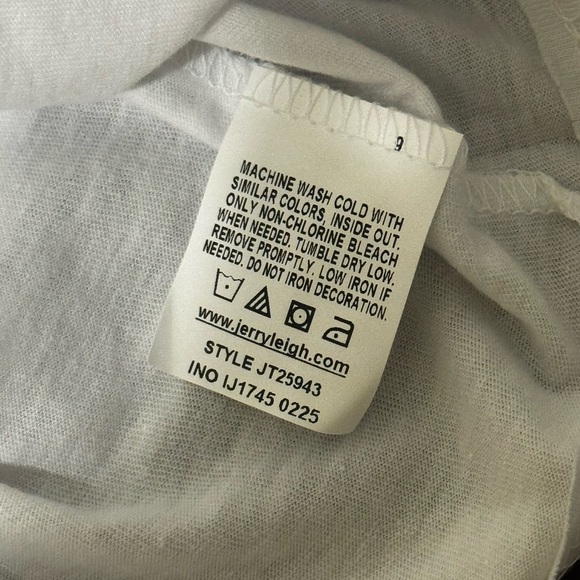 9
MACHINE WASH COLD WITH
SIMILAR COLORS, INSIDE OUT.
ONLY NON-CHLORINE BLEACH
WHEN NEEDED. TUMBLE DRY LOW.
REMOVE PROMPTLY. LOW IRON IF
NEEDED, DO NOT IRON DECORATION.
www.jerryleigh.com
STYLE JT25943
INO IJ1745 0225